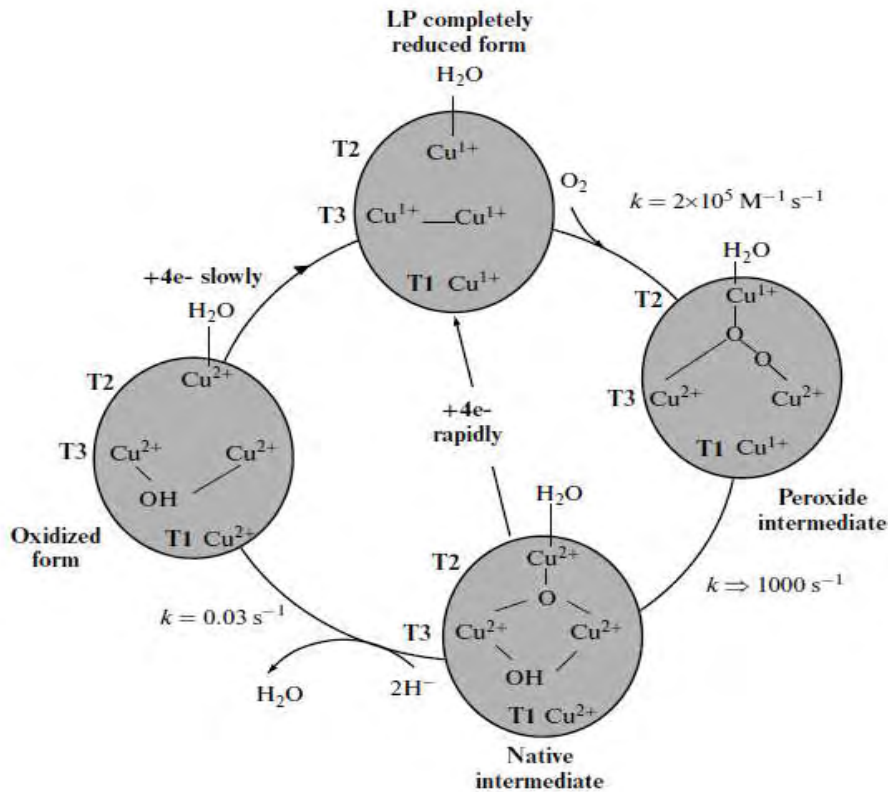 LP completely
reduced form
H₂O
T2
Cu¹⁺
T3 Cu¹⁺ Cu¹⁺
T1 Cu¹⁺
O₂
k = 2×10⁵ M⁻¹ s⁻¹
H₂O
T2
Cu¹⁺
O
O
T3 Cu²⁺ Cu²⁺
T1 Cu¹⁺
Peroxide
intermediate
k ⇒ 1000 s⁻¹
+4e- slowly
H₂O
T2
Cu²⁺
T3 Cu²⁺ Cu²⁺
OH
T1 Cu²⁺
Oxidized
form
+4e-
rapidly
H₂O
T2
Cu²⁺
O
T3 Cu²⁺ Cu²⁺
OH
T1 Cu²⁺
Native
intermediate
k = 0.03 s⁻¹
H₂O
2H⁻